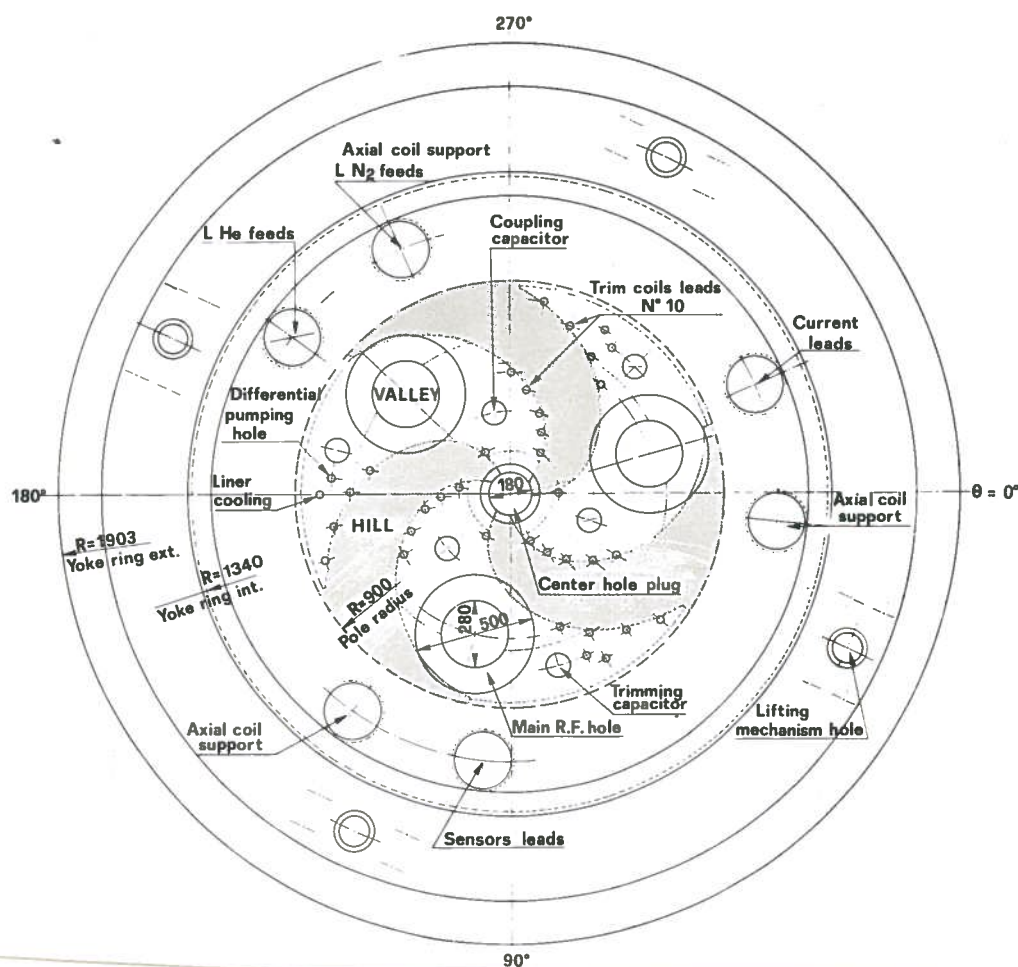 270°
Axial coil support
L N₂ feeds
L He feeds
Coupling
capacitor
Trim coils leads
N° 10
Current
leads
Differential
pumping
hole
VALLEY
Liner
cooling
180°
180
θ = 0°
HILL
Axial coil
support
R=1903
Yoke ring ext.
R=1340
Yoke ring int.
R=900
Pole radius
Center hole plug
280
500
Trimming
capacitor
Axial coil
support
Main R.F. hole
Lifting
mechanism hole
Sensors leads
90°